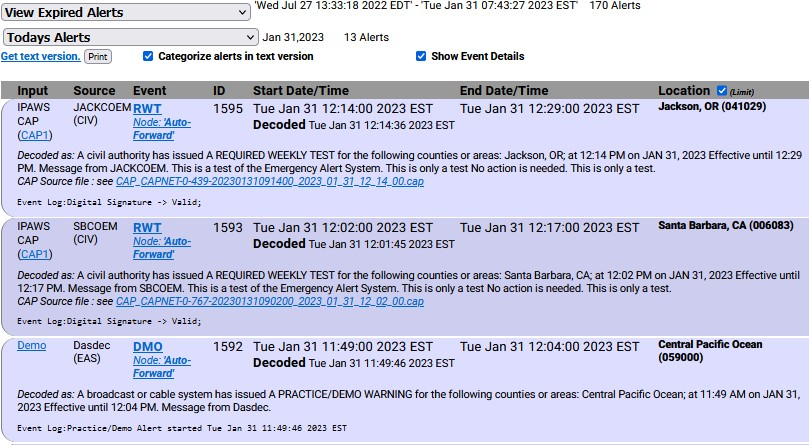 View Expired Alerts 'Wed Jul 27 13:33:18 2022 EDT' - 'Tue Jan 31 07:43:27 2023 EST' 170 Alerts
Todays Alerts Jan 31,2023 13 Alerts
Get text version. Print Categorize alerts in text version Show Event Details
Input Source Event ID Start Date/Time End Date/Time Location (Limit)
IPAWS JACKCOEM RWT 1595 Tue Jan 31 12:14:00 2023 EST Tue Jan 31 12:29:00 2023 EST Jackson, OR (041029)
CAP (CIV) Node: 'Auto- Decoded Tue Jan 31 12:14:36 2023 EST
(CAP1) Forward'
Decoded as: A civil authority has issued A REQUIRED WEEKLY TEST for the following counties or areas: Jackson, OR; at 12:14 PM on JAN 31, 2023 Effective until 12:29
PM. Message from JACKCOEM. This is a test of the Emergency Alert System. This is only a test No action is needed. This is only a test.
CAP Source file : see CAP_CAPNET-0-439-20230131091400_2023_01_31_12_14_00.cap
Event Log:Digital Signature -> Valid;
IPAWS SBCOEM RWT 1593 Tue Jan 31 12:02:00 2023 EST Tue Jan 31 12:17:00 2023 EST Santa Barbara, CA (006083)
CAP (CIV) Node: 'Auto- Decoded Tue Jan 31 12:01:45 2023 EST
(CAP1) Forward'
Decoded as: A civil authority has issued A REQUIRED WEEKLY TEST for the following counties or areas: Santa Barbara, CA; at 12:02 PM on JAN 31, 2023 Effective until
12:17 PM. Message from SBCOEM. This is a test of the Emergency Alert System. This is only a test No action is needed. This is only a test.
CAP Source file : see CAP_CAPNET-0-767-20230131090200_2023_01_31_12_02_00.cap
Event Log:Digital Signature -> Valid;
Demo Dasdec DMO 1592 Tue Jan 31 11:49:00 2023 EST Tue Jan 31 12:04:00 2023 EST Central Pacific Ocean
(EAS) Node: 'Auto- Decoded Tue Jan 31 11:49:46 2023 EST (059000)
Forward'
Decoded as: A broadcast or cable system has issued A PRACTICE/DEMO WARNING for the following counties or areas: Central Pacific Ocean; at 11:49 AM on JAN 31,
2023 Effective until 12:04 PM. Message from Dasdec.
Event Log:Practice/Demo Alert started Tue Jan 31 11:49:46 2023 EST